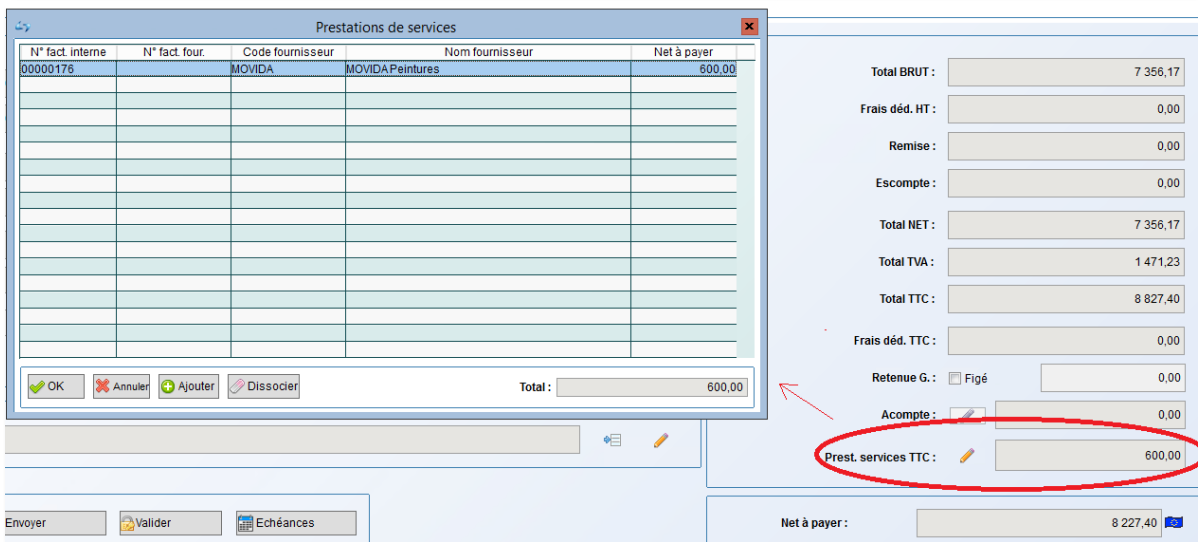 Prestations de services
N° fact. interne N° fact. four. Code fournisseur Nom fournisseur Net à payer
00000176 MOVIDA MOVIDA Peintures 600,00
OK Annuler Ajouter Dissocier Total : 600,00
Total BRUT : 7 356,17
Frais déd. HT : 0,00
Remise : 0,00
Escompte : 0,00
Total NET : 7 356,17
Total TVA : 1 471,23
Total TTC : 8 827,40
Frais déd. TTC : 0,00
Retenue G. : Figé 0,00
Acompte : 0,00
Prest. services TTC : 600,00
Envoyer Valider Echéances
Net à payer : 8 227,40